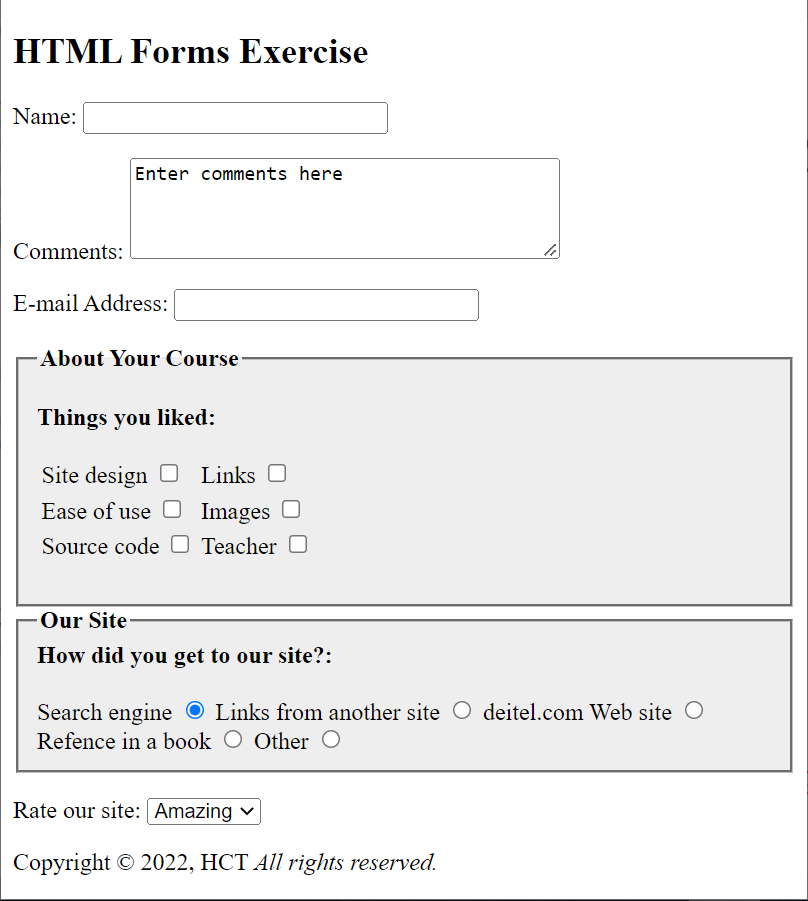 HTML Forms Exercise
Name:
Enter comments here
Comments:
E-mail Address:
About Your Course
Things you liked:
Site design Links
Ease of use Images
Source code Teacher
Our Site
How did you get to our site?:
Search engine Links from another site deitel.com Web site
Refence in a book Other
Rate our site: Amazing
Copyright © 2022, HCT All rights reserved.